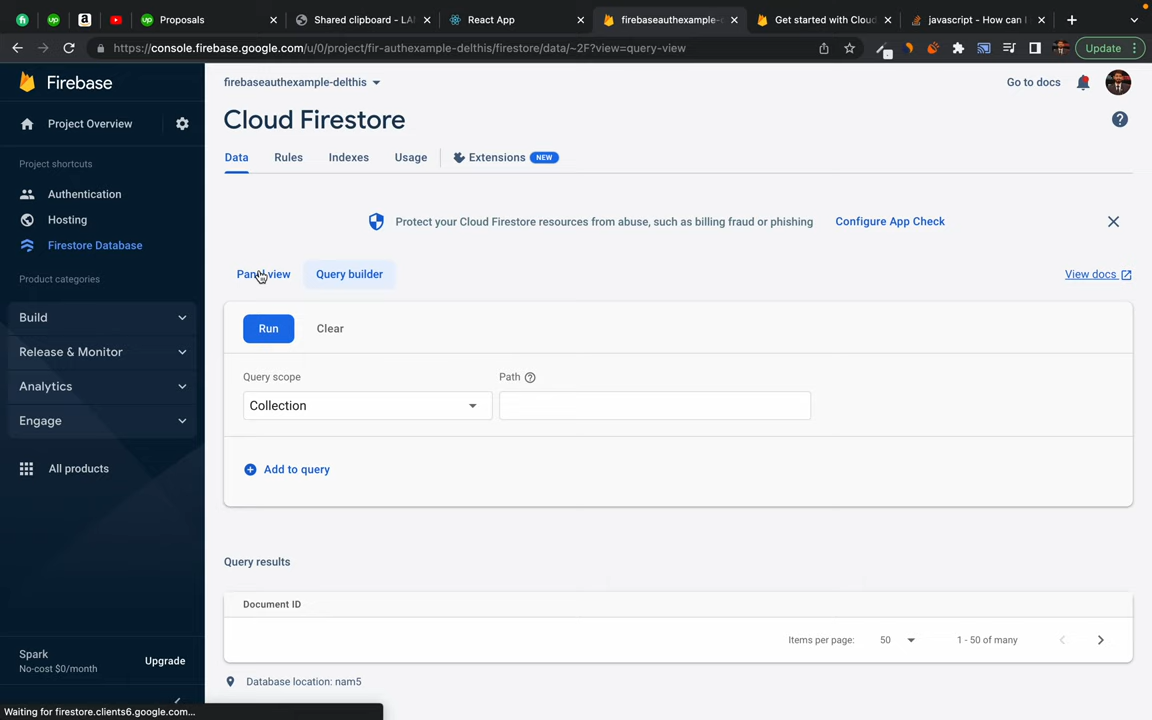 Proposals
Shared clipboard - LA
React App
firebaseauthexample-
Get started with Cloud
javascript - How can I
https://console.firebase.google.com/u/0/project/fir-authexample-delthis/firestore/data/~2F?view=query-view
Update
Firebase
firebaseauthexample-delthis
Go to docs
Project Overview
Cloud Firestore
Project shortcuts
Data
Rules
Indexes
Usage
Extensions
NEW
Authentication
Hosting
Firestore Database
Protect your Cloud Firestore resources from abuse, such as billing fraud or phishing
Configure App Check
Product categories
Query builder
View docs
Build
Release & Monitor
Analytics
Engage
All products
Run
Clear
Query scope
Path
Collection
Add to query
Query results
Document ID
Items per page:
50
1 - 50 of many
Spark
No-cost $0/month
Upgrade
Database location: nam5
Waiting for firestore.clients6.google.com...